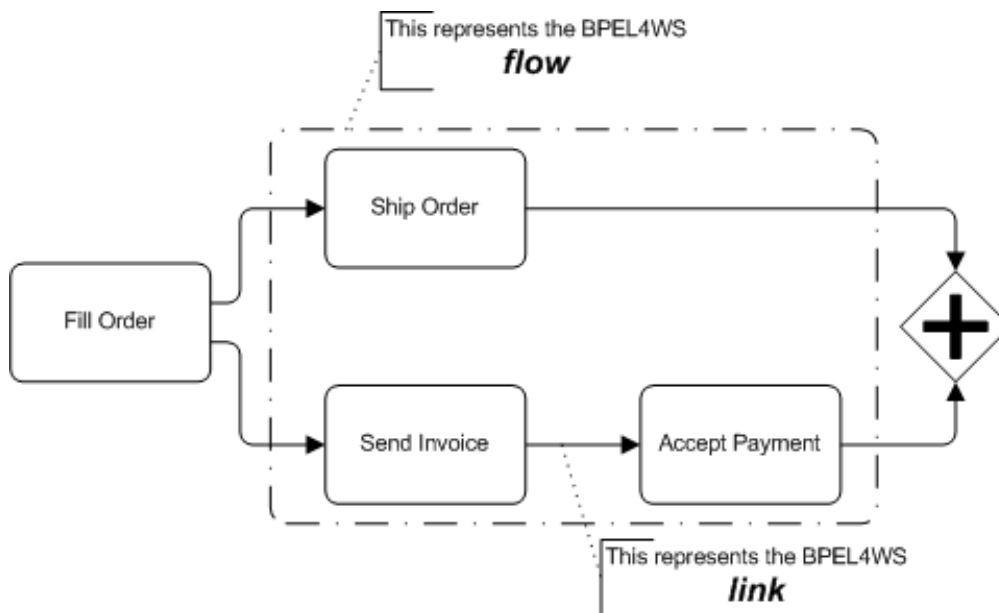 This represents the BPEL4WS
flow
Ship Order
Fill Order
Send Invoice
Accept Payment
This represents the BPEL4WS
link